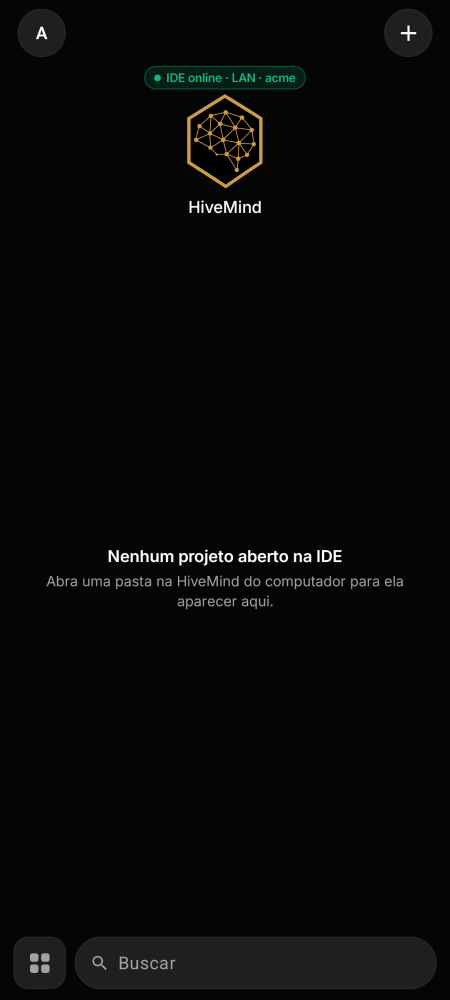 A
IDE online · LAN · acme
HiveMind
Nenhum projeto aberto na IDE
Abra uma pasta na HiveMind do computador para ela
aparecer aqui.
Buscar